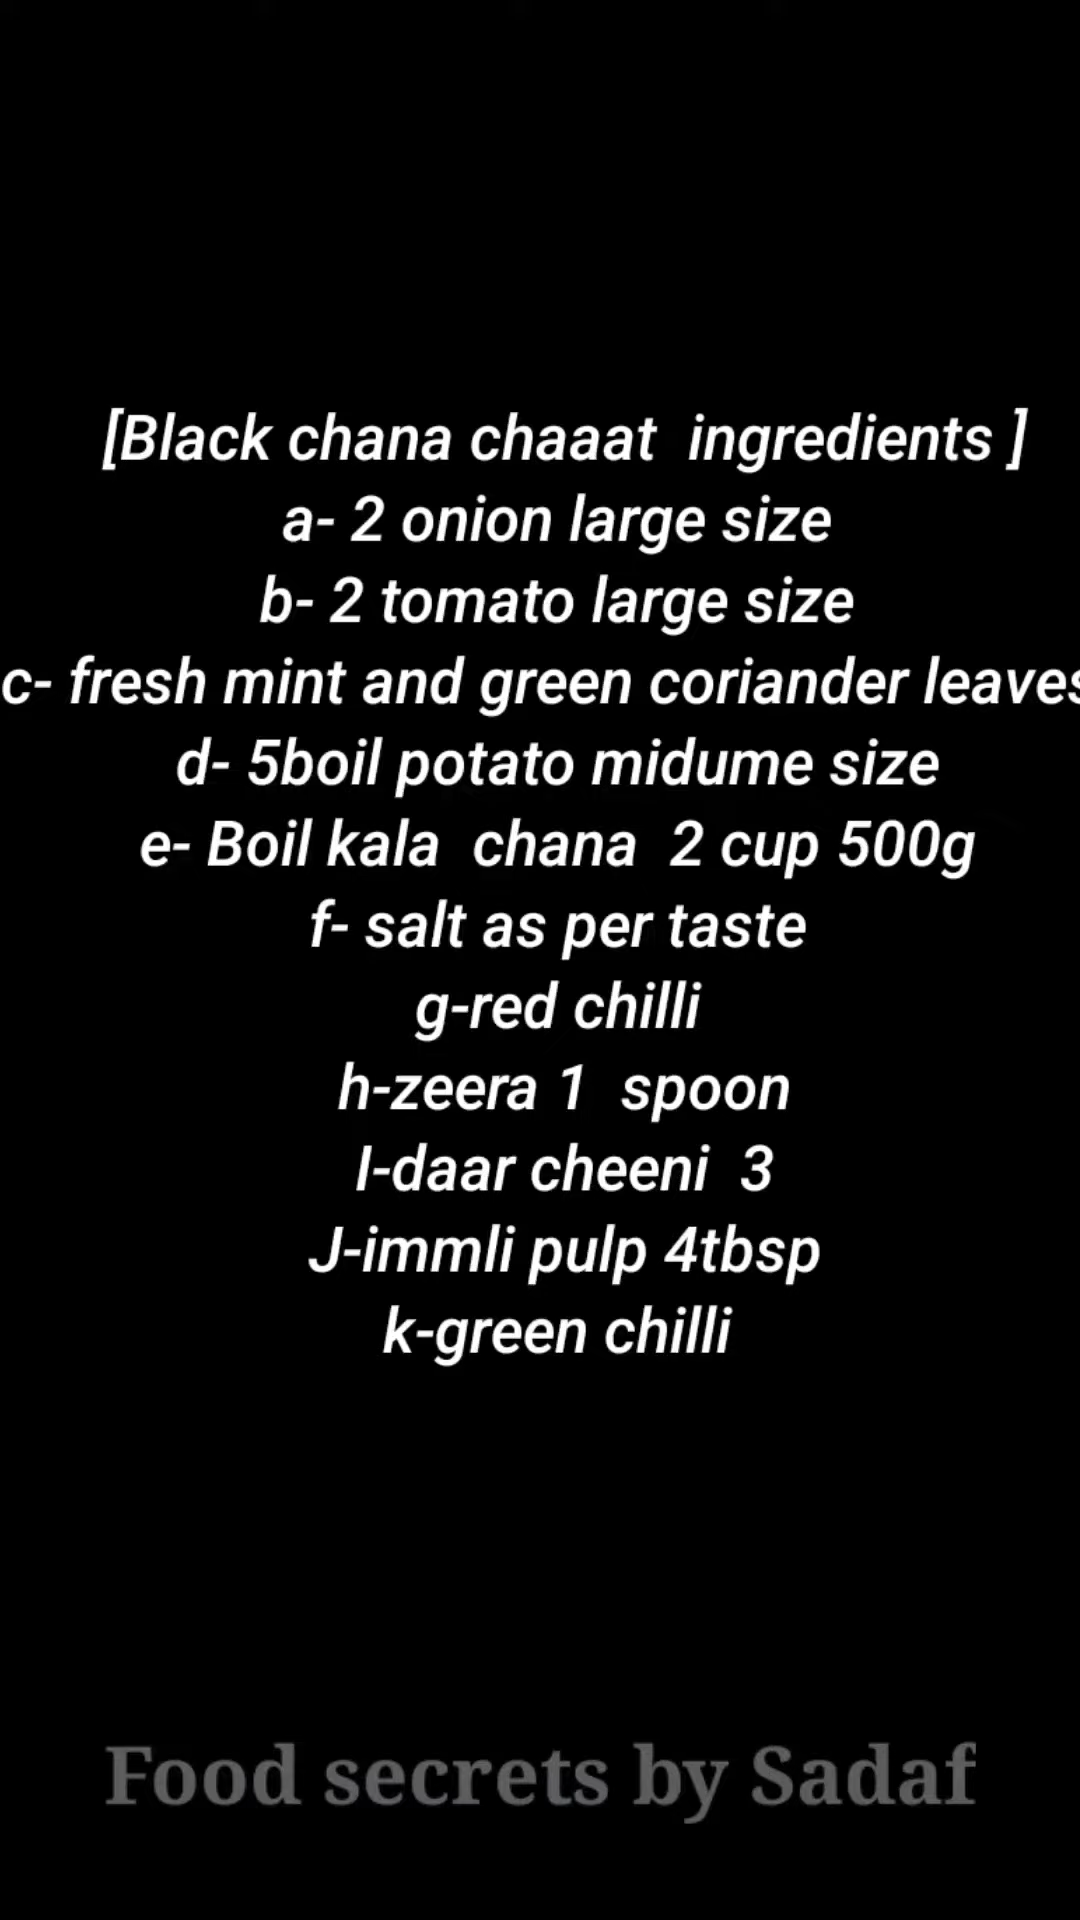 [Black chana chaaat  ingredients ]
a- 2 onion large size
b- 2 tomato large size
c- fresh mint and green coriander leaves
d- 5boil potato midume size
e- Boil kala  chana  2 cup 500g
f- salt as per taste
g-red chilli
h-zeera 1  spoon
I-daar cheeni  3
J-immli pulp 4tbsp
k-green chilli
Food secrets by Sadaf